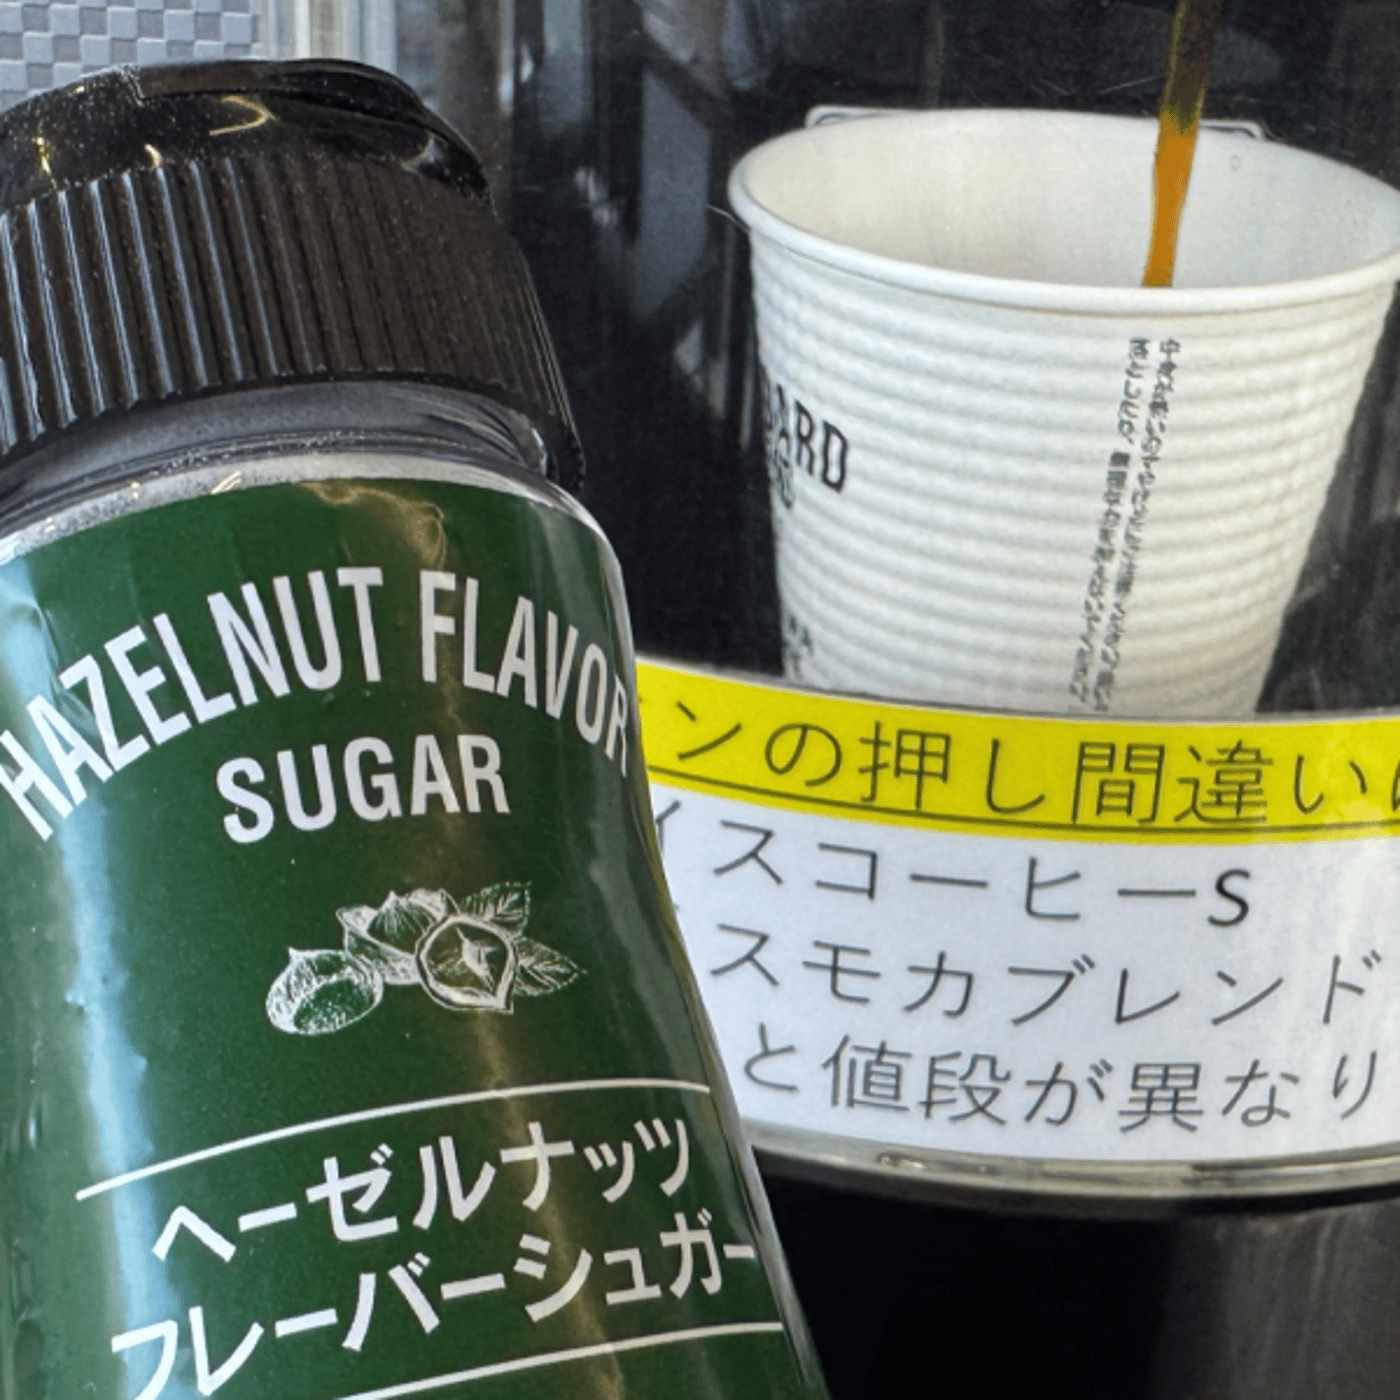 HAZELNUT FLAVOR
SUGAR
ヘーゼルナッツ
フレーバーシュガー
ンの押し間違いに
イスコーヒーS
スモカブレンド
と値段が異なり